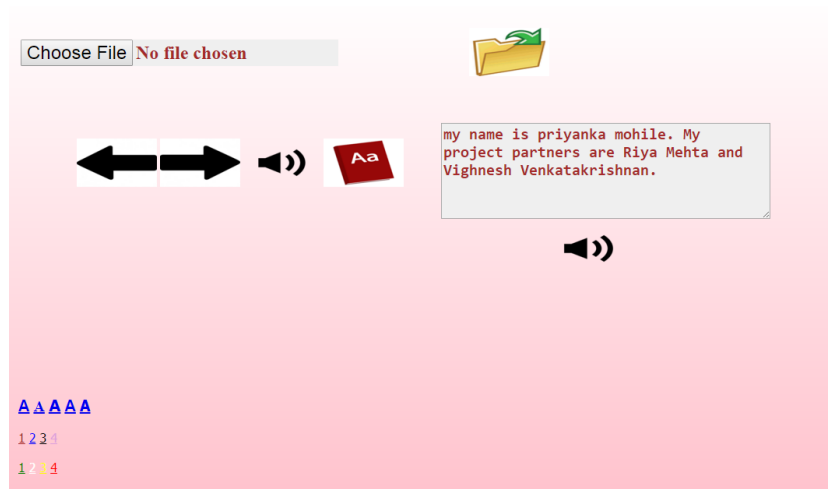 Choose File No file chosen
Aa
my name is priyanka mohile. My
project partners are Riya Mehta and
Vighnesh Venkatakrishnan.
A A A A A
1 2 3 4
1 2 3 4